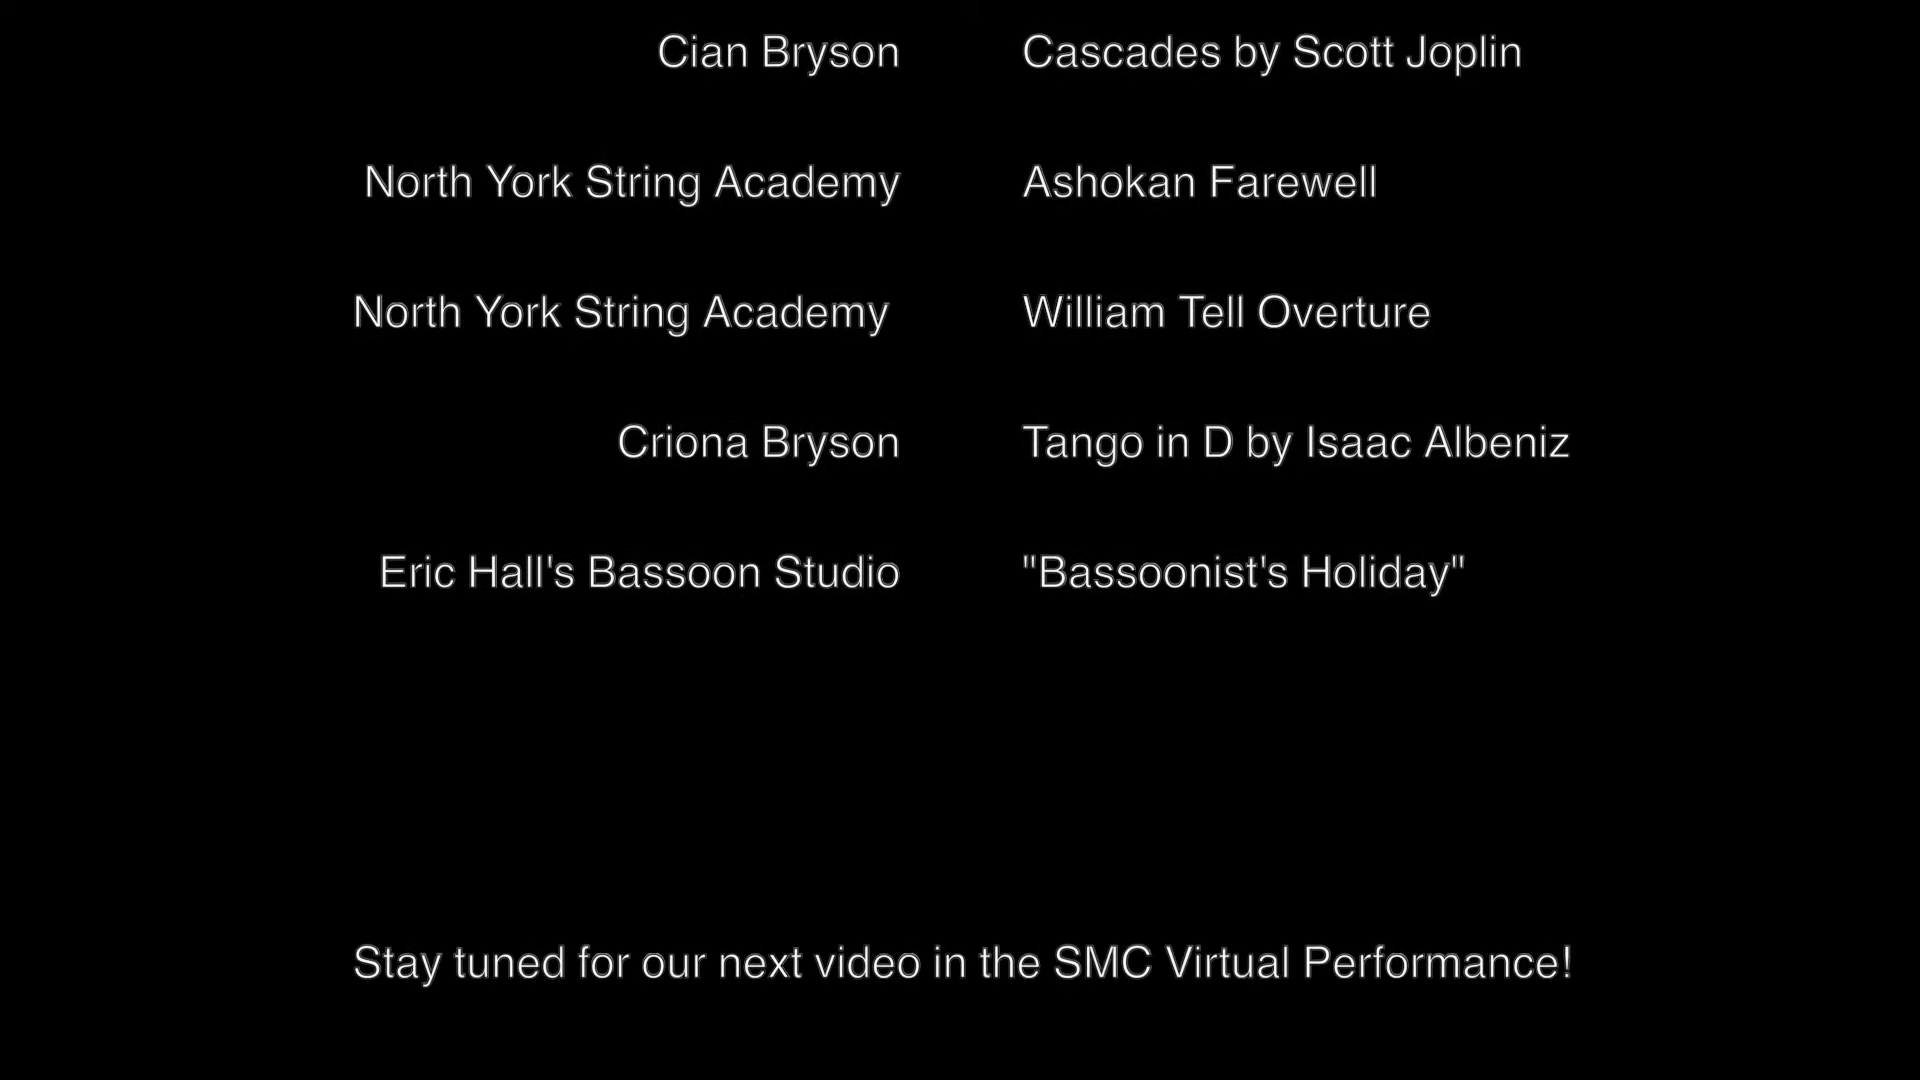 Cian Bryson Cascades by Scott Joplin
North York String Academy Ashokan Farewell
North York String Academy William Tell Overture
Criona Bryson Tango in D by Isaac Albeniz
Eric Hall's Bassoon Studio "Bassoonist's Holiday"
Stay tuned for our next video in the SMC Virtual Performance!